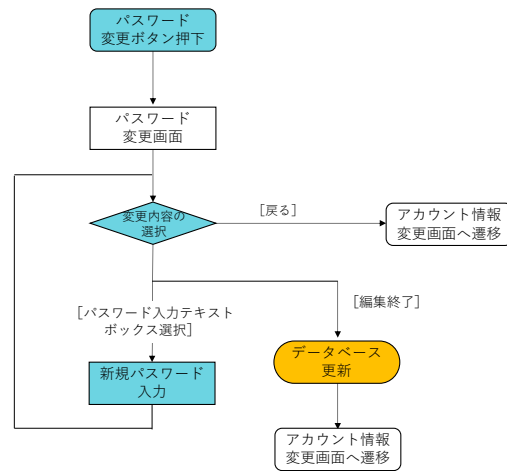 パスワード
変更ボタン押下
パスワード
変更画面
変更内容の
選択
[戻る]
アカウント情報
変更画面へ遷移
[パスワード入力テキスト
ボックス選択]
[編集終了]
新規パスワード
入力
データベース
更新
アカウント情報
変更画面へ遷移